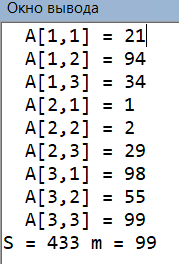 Окно вывода
A[1,1] = 21
A[1,2] = 94
A[1,3] = 34
A[2,1] = 1
A[2,2] = 2
A[2,3] = 29
A[3,1] = 98
A[3,2] = 55
A[3,3] = 99
S = 433 m = 99